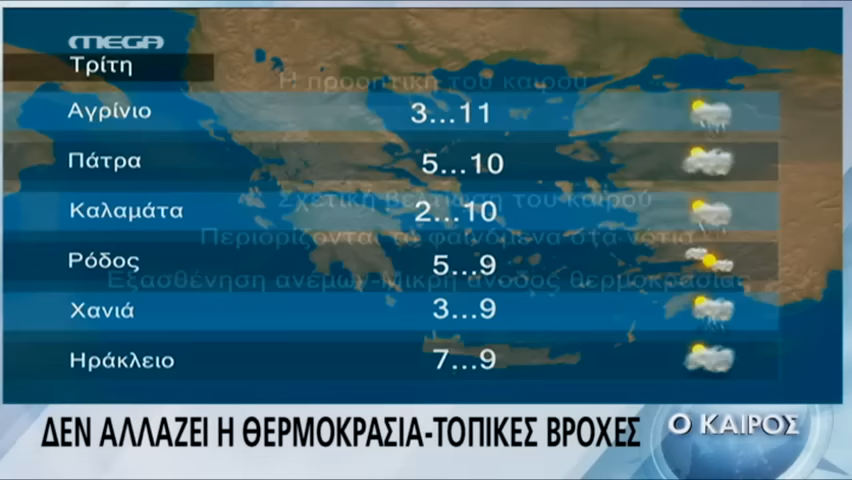 MEGA
Τρίτη
Η προοπτική του καιρού
Αγρίνιο 3...11
Πάτρα 5...10
Σχετική βελτίωση του καιρού
Καλαμάτα 2...10
Περιορίζονται τα φαινόμενα στα νότια
Ρόδος 5...9
Εξασθένηση ανέμων-Μικρή άνοδος θερμοκρασίας
Χανιά 3...9
Ηράκλειο 7...9
ΔΕΝ ΑΛΛΑΖΕΙ Η ΘΕΡΜΟΚΡΑΣΙΑ-ΤΟΠΙΚΕΣ ΒΡΟΧΕΣ
Ο ΚΑΙΡΟΣ